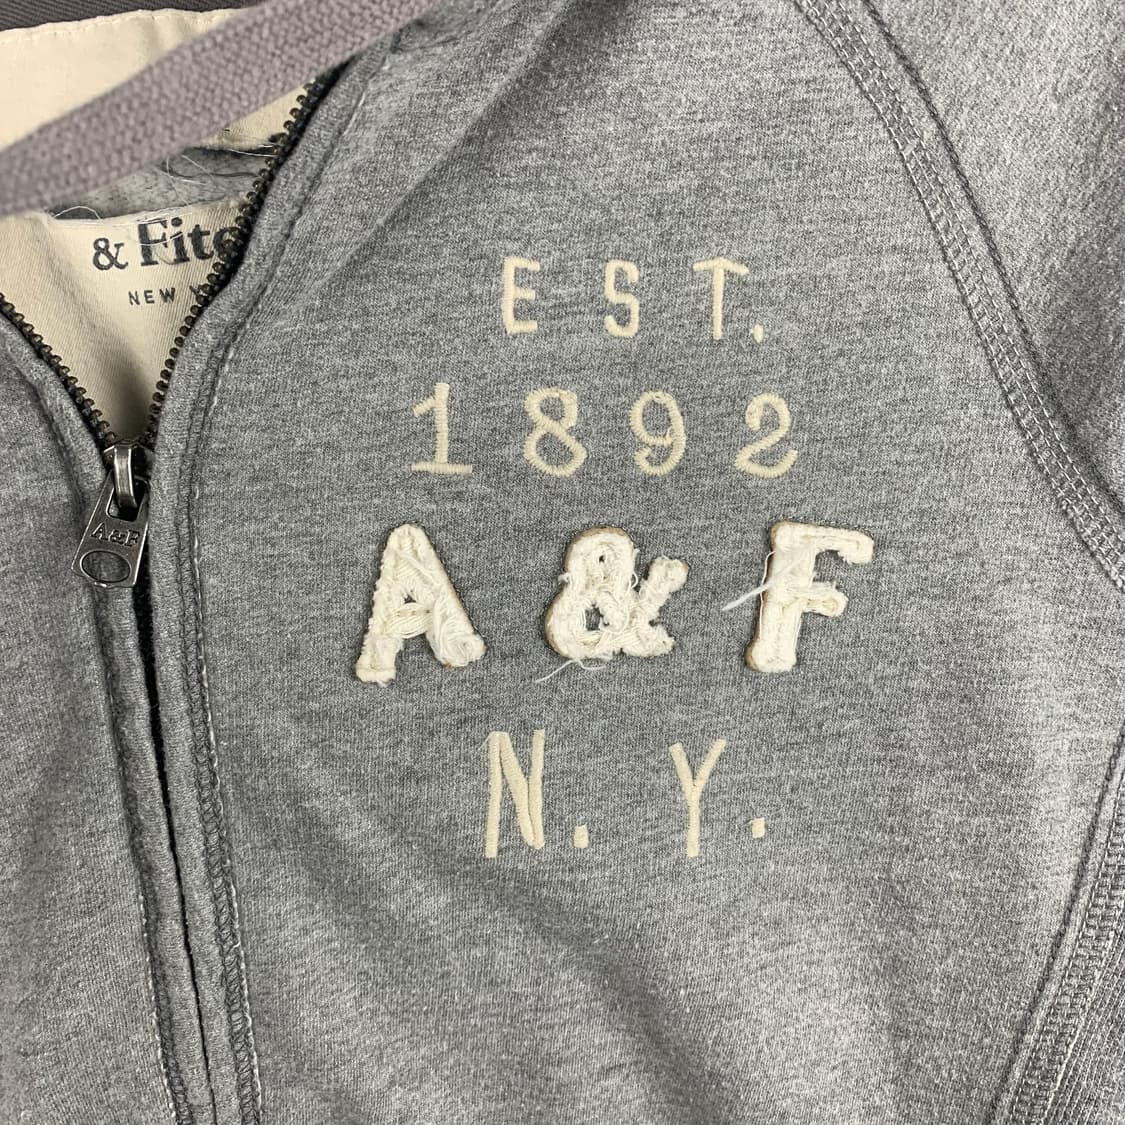 & Fitc
NEW Y
A&F
EST.
1892
A&F
N.Y.